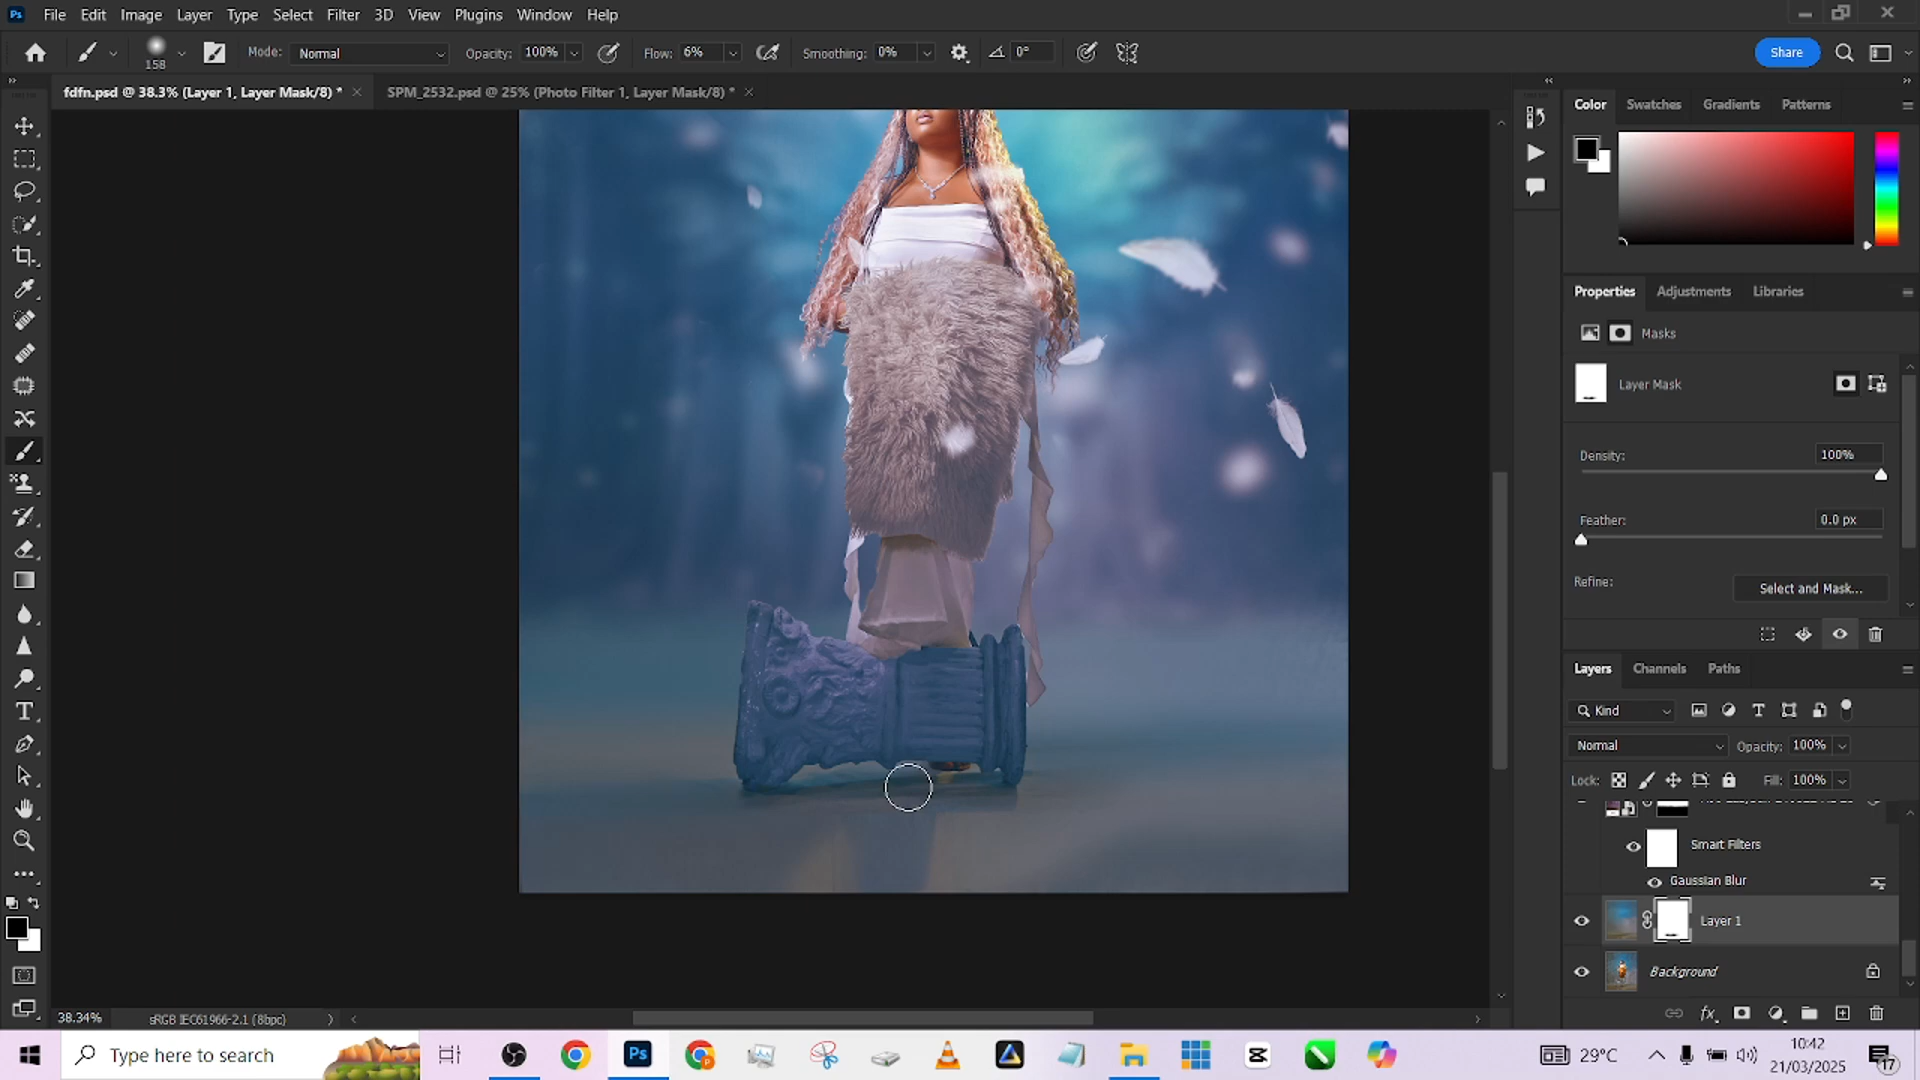 Ps File Edit Image Layer Type Select Filter 3D View Plugins Window Help
158 Mode: Normal Opacity: 100% Flow: 6% Smoothing: 0% 0° Share
fdfn.psd @ 38.3% (Layer 1, Layer Mask/8) * SPM_2532.psd @ 25% (Photo Filter 1, Layer Mask/8) *
Color Swatches Gradients Patterns
Properties Adjustments Libraries
Masks
Layer Mask
Density: 100%
Feather: 0.0 px
Refine: Select and Mask...
Layers Channels Paths
Kind
Normal Opacity: 100%
Lock: Fill: 100%
Smart Filters
Gaussian Blur
Layer 1
Background
38.34% sRGB IEC61966-2.1 (8bpc)
Type here to search Ps 29°C 10:42
21/03/2025 17